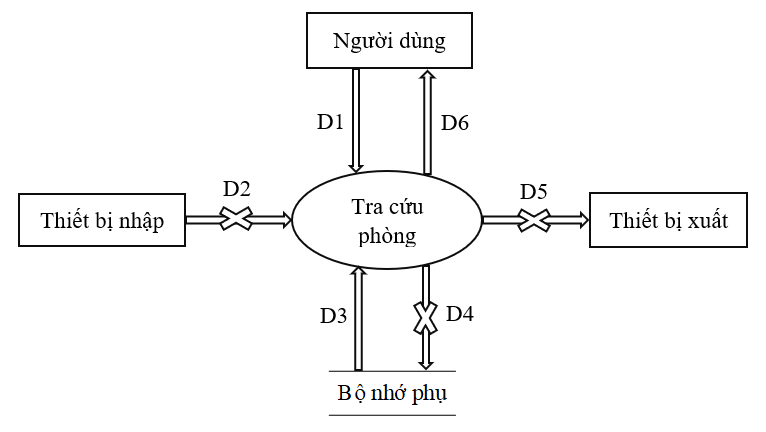 Người dùng
D1
D6
D2
D5
Thiết bị nhập
Tra cứu
phòng
Thiết bị xuất
D3
D4
Bộ nhớ phụ